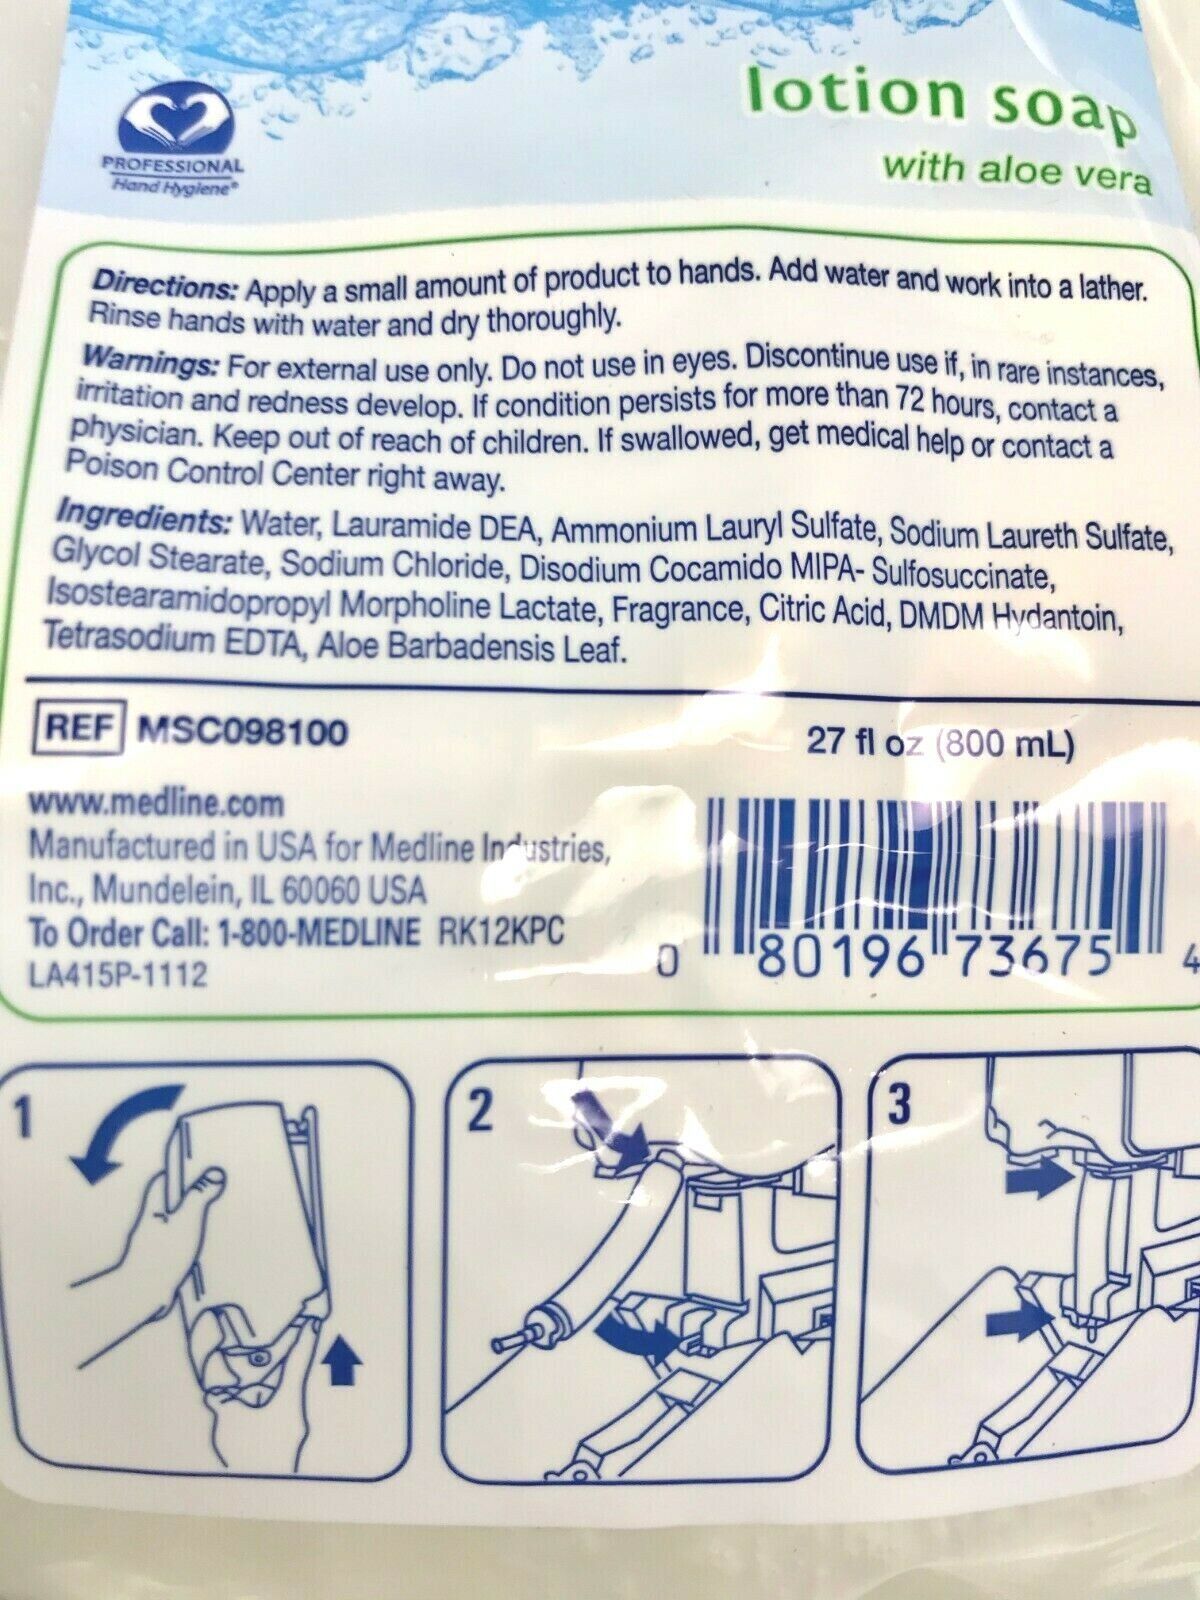 lotion soap
with aloe vera
PROFESSIONAL
Hand Hygiene®
Directions: Apply a small amount of product to hands. Add water and work into a lather.
Rinse hands with water and dry thoroughly.
Warnings: For external use only. Do not use in eyes. Discontinue use if, in rare instances,
irritation and redness develop. If condition persists for more than 72 hours, contact a
physician. Keep out of reach of children. If swallowed, get medical help or contact a
Poison Control Center right away.
Ingredients: Water, Lauramide DEA, Ammonium Lauryl Sulfate, Sodium Laureth Sulfate,
Glycol Stearate, Sodium Chloride, Disodium Cocamido MIPA- Sulfosuccinate,
Isostearamidopropyl Morpholine Lactate, Fragrance, Citric Acid, DMDM Hydantoin,
Tetrasodium EDTA, Aloe Barbadensis Leaf.
REF MSC098100
27 fl oz (800 mL)
www.medline.com
Manufactured in USA for Medline Industries,
Inc., Mundelein, IL 60060 USA
To Order Call: 1-800-MEDLINE RK12KPC
LA415P-1112
0 80196 73675 4
1
2
3